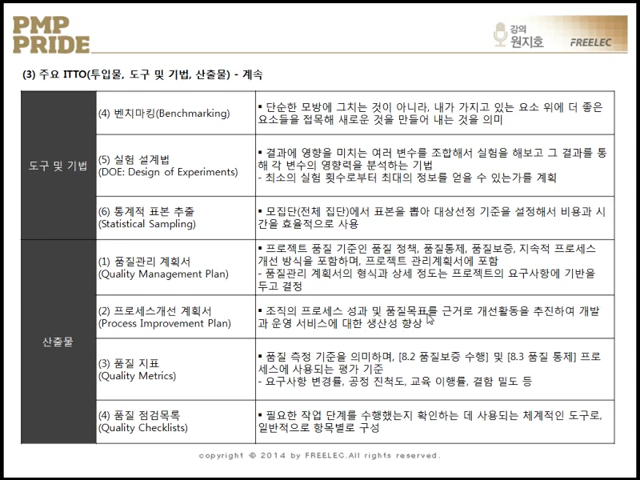 PMP
PRIDE
강의
원지호
FREELEC
(3) 주요 ITTO(투입물, 도구 및 기법, 산출물) - 계속
도구 및 기법
(4) 벤치마킹(Benchmarking)
▪ 단순한 모방에 그치는 것이 아니라, 내가 가지고 있는 요소 위에 더 좋은
요소들을 접목해 새로운 것을 만들어 내는 것을 의미
(5) 실험 설계법
(DOE: Design of Experiments)
▪ 결과에 영향을 미치는 여러 변수를 조합해서 실험을 해보고 그 결과를 통
해 각 변수의 영향력을 분석하는 기법
- 최소의 실험 횟수로부터 최대의 정보를 얻을 수 있는가를 계획
(6) 통계적 표본 추출
(Statistical Sampling)
▪ 모집단(전체 집단)에서 표본을 뽑아 대상선정 기준을 설정해서 비용과 시
간을 효율적으로 사용
산출물
(1) 품질관리 계획서
(Quality Management Plan)
▪ 프로젝트 품질 기준인 품질 정책, 품질통제, 품질보증, 지속적 프로세스
개선 방식을 포함하며, 프로젝트 관리계획서에 포함
- 품질관리 계획서의 형식과 상세 정도는 프로젝트의 요구사항에 기반을
두고 결정
(2) 프로세스개선 계획서
(Process Improvement Plan)
▪ 조직의 프로세스 성과 및 품질목표를 근거로 개선활동을 추진하여 개발
과 운영 서비스에 대한 생산성 향상
(3) 품질 지표
(Quality Metrics)
▪ 품질 측정 기준을 의미하며, [8.2 품질보증 수행] 및 [8.3 품질 통제] 프로
세스에 사용되는 평가 기준
- 요구사항 변경률, 공정 진척도, 교육 이행률, 결함 밀도 등
(4) 품질 점검목록
(Quality Checklists)
▪ 필요한 작업 단계를 수행했는지 확인하는 데 사용되는 체계적인 도구로,
일반적으로 항목별로 구성
copyright ⓒ 2014 by FREELEC.All rights reserved.